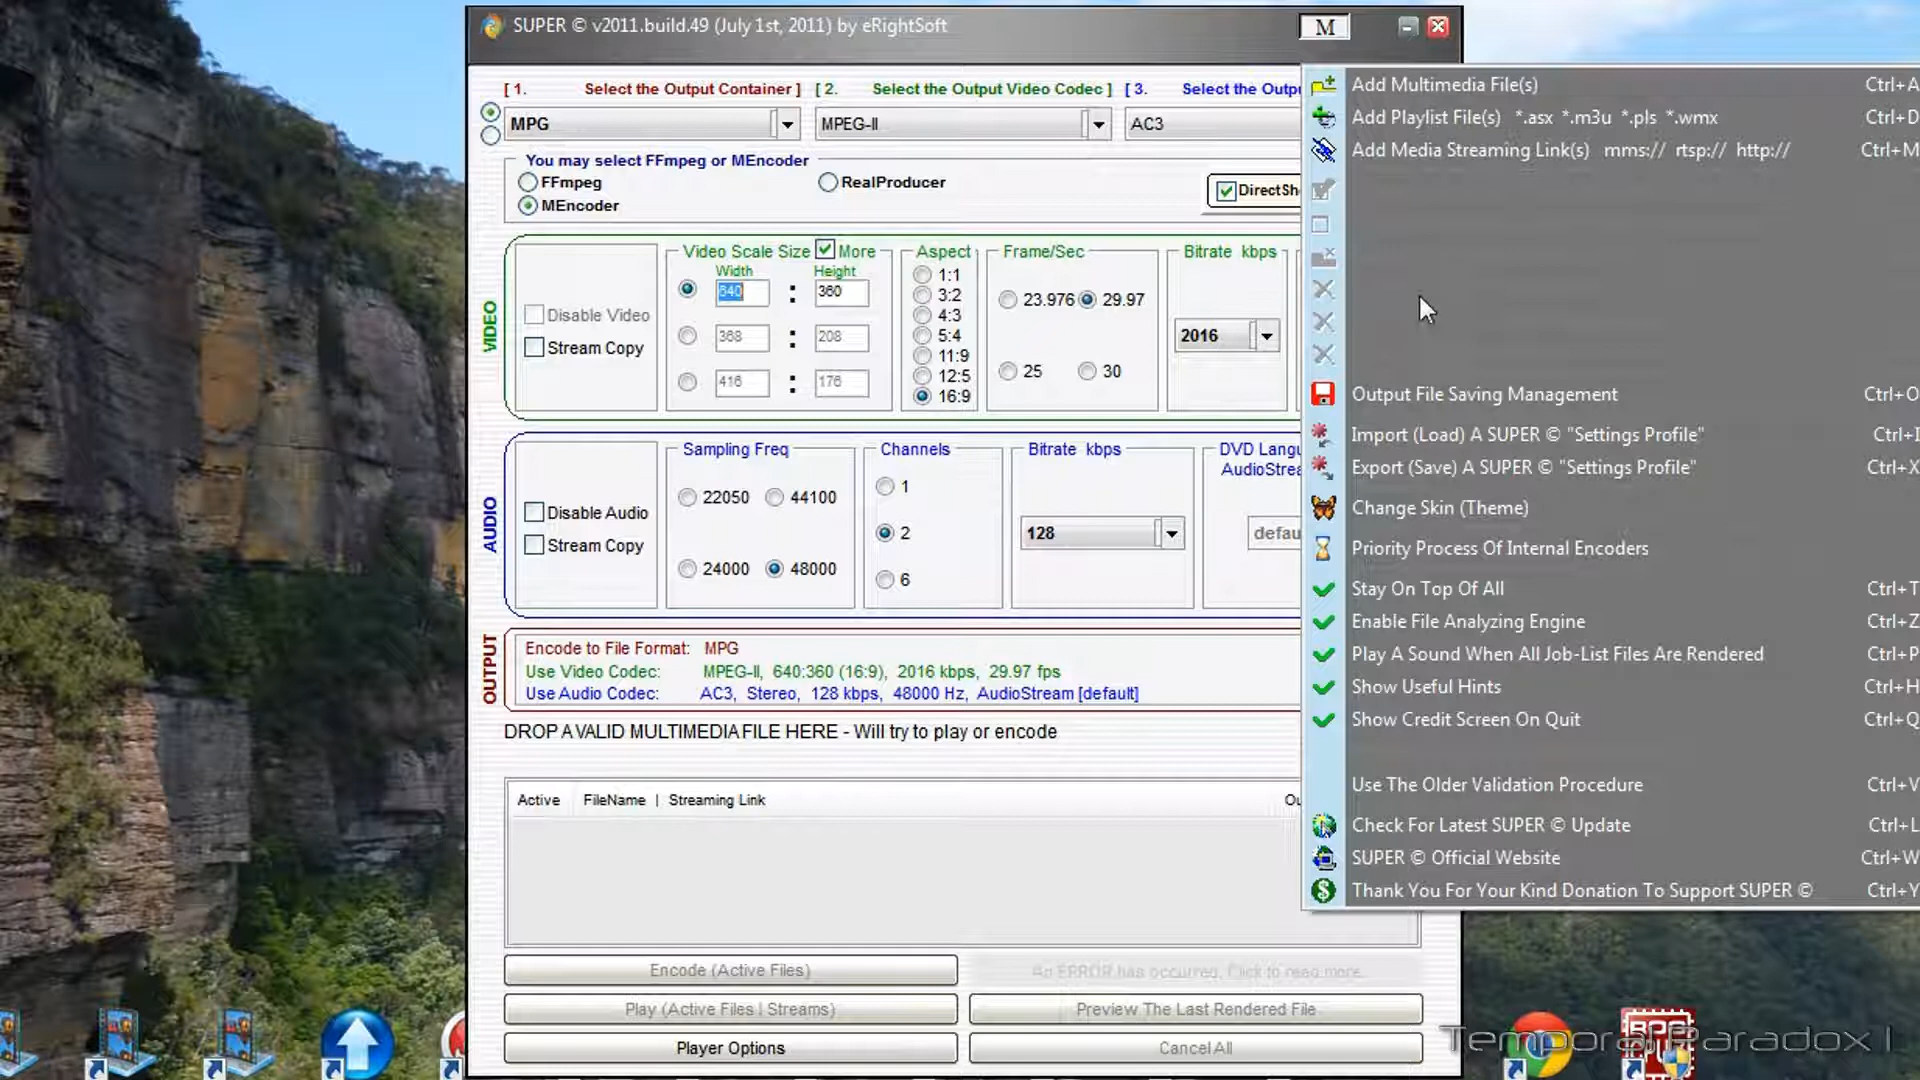 SUPER © v2011.build.49 (July 1st, 2011) by eRightSoft
M
[ 1. Select the Output Container ] [ 2. Select the Output Video Codec ] [ 3. Select the Outpu
MPG MPEG-II AC3
You may select FFmpeg or MEncoder
FFmpeg RealProducer
MEncoder
DirectSh
VIDEO
Disable Video
Stream Copy
Video Scale Size More
Width Height
640 : 360
368 : 208
416 : 176
Aspect
1:1
3:2
4:3
5:4
11:9
12:5
16:9
Frame/Sec
23.976 29.97
25 30
Bitrate kbps
2016
AUDIO
Disable Audio
Stream Copy
Sampling Freq
22050 44100
24000 48000
Channels
1
2
6
Bitrate kbps
128
DVD Langu
AudioStrea
defau
OUTPUT
Encode to File Format: MPG
Use Video Codec: MPEG-II, 640:360 (16:9), 2016 kbps, 29.97 fps
Use Audio Codec: AC3, Stereo, 128 kbps, 48000 Hz, AudioStream [default]
DROP A VALID MULTIMEDIA FILE HERE - Will try to play or encode
Active FileName | Streaming Link Ou
Encode (Active Files) An ERROR has occurred, Click to read more.
Play (Active Files | Streams) Preview The Last Rendered File
Player Options Cancel All
Add Multimedia File(s) Ctrl+A
Add Playlist File(s) *.asx *.m3u *.pls *.wmx Ctrl+D
Add Media Streaming Link(s) mms:// rtsp:// http:// Ctrl+M
Output File Saving Management Ctrl+O
Import (Load) A SUPER © "Settings Profile" Ctrl+I
Export (Save) A SUPER © "Settings Profile" Ctrl+X
Change Skin (Theme)
Priority Process Of Internal Encoders
Stay On Top Of All Ctrl+T
Enable File Analyzing Engine Ctrl+Z
Play A Sound When All Job-List Files Are Rendered Ctrl+P
Show Useful Hints Ctrl+H
Show Credit Screen On Quit Ctrl+Q
Use The Older Validation Procedure Ctrl+V
Check For Latest SUPER © Update Ctrl+L
SUPER © Official Website Ctrl+W
Thank You For Your Kind Donation To Support SUPER © Ctrl+Y
Temporal Paradox I